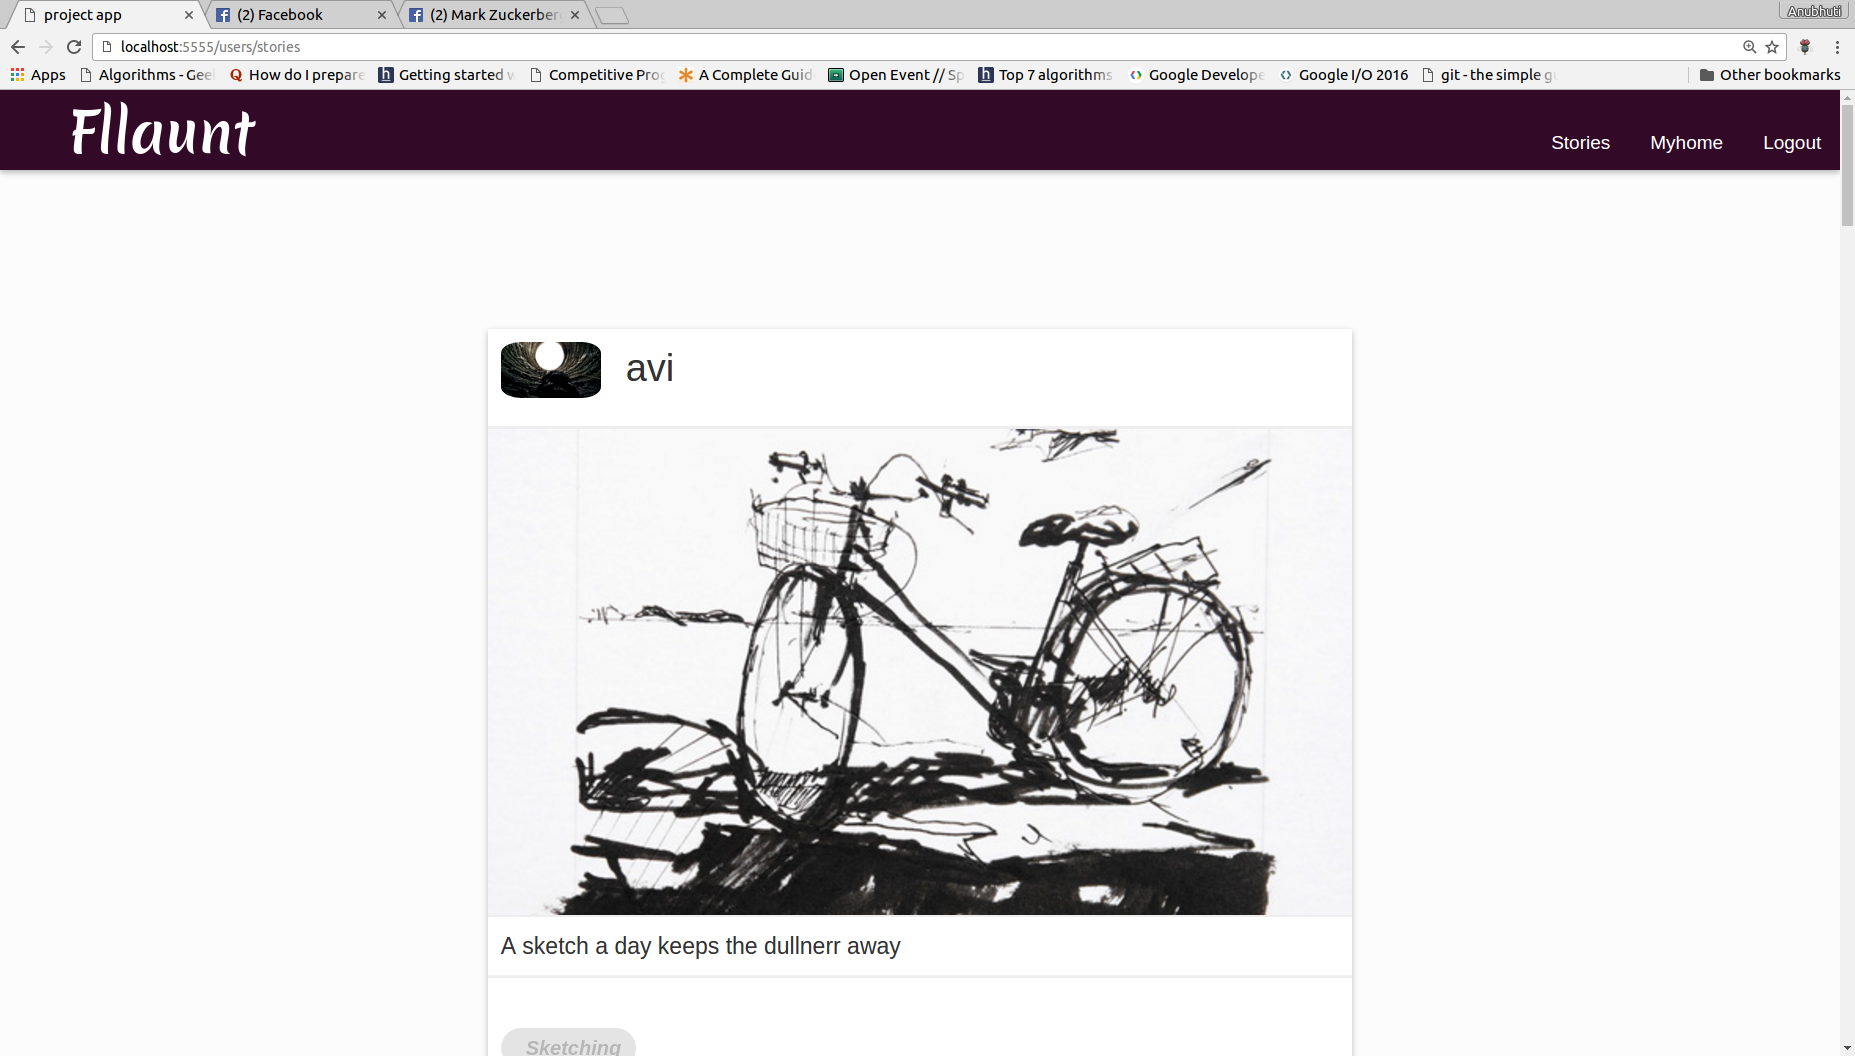 project app
(2) Facebook
(2) Mark Zuckerber
Anubhuti
localhost:5555/users/stories
Apps
Algorithms - Gee
How do I prepare
Getting started
Competitive Pro
A Complete Guid
Open Event // Sp
Top 7 algorithms
Google Develope
Google I/O 2016
git - the simple g
Other bookmarks
Fllaunt
Stories
Myhome
Logout
avi
A sketch a day keeps the dullnerr away
Sketching